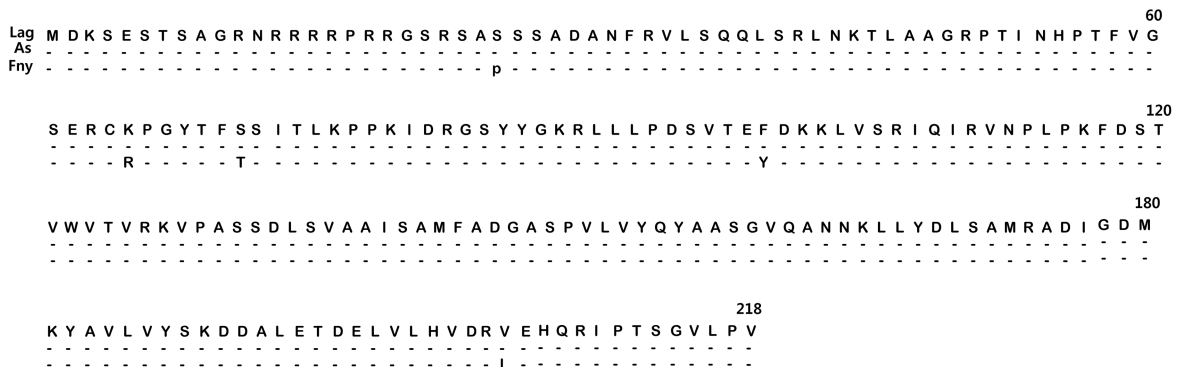 60
Lag M D K S E S T S A G R N R R R R P R R G S R S A S S S A D A N F R V L S Q Q L S R L N K T L A A G R P T I N H P T F V G
As - - - - - - - - - - - - - - - - - - - - - - - - - - - - - - - - - - - - - - - - - - - - - - - - - - - - - - - - - - - -
Fny - - - - - - - - - - - - - - - - - - - - - - - - p - - - - - - - - - - - - - - - - - - - - - - - - - - - - - - - - - - -
120
S E R C K P G Y T F S S I T L K P P K I D R G S Y Y G K R L L L P D S V T E F D K K L V S R I Q I R V N P L P K F D S T
- - - - - - - - - - - - - - - - - - - - - - - - - - - - - - - - - - - - - - - - - - - - - - - - - - - - - - - - - - - -
- - - - R - - - - - T - - - - - - - - - - - - - - - - - - - - - - - - - - - Y - - - - - - - - - - - - - - - - - - - - -
180
V W V T V R K V P A S S D L S V A A I S A M F A D G A S P V L V Y Q Y A A S G V Q A N N K L L Y D L S A M R A D I G D M
- - - - - - - - - - - - - - - - - - - - - - - - - - - - - - - - - - - - - - - - - - - - - - - - - - - - - - - - - - - -
- - - - - - - - - - - - - - - - - - - - - - - - - - - - - - - - - - - - - - - - - - - - - - - - - - - - - - - - - - - -
218
K Y A V L V Y S K D D A L E T D E L V L H V D R V E H Q R I P T S G V L P V
- - - - - - - - - - - - - - - - - - - - - - - - - - - - - - - - - - - - - -
- - - - - - - - - - - - - - - - - - - - - - - - I - - - - - - - - - - - - -